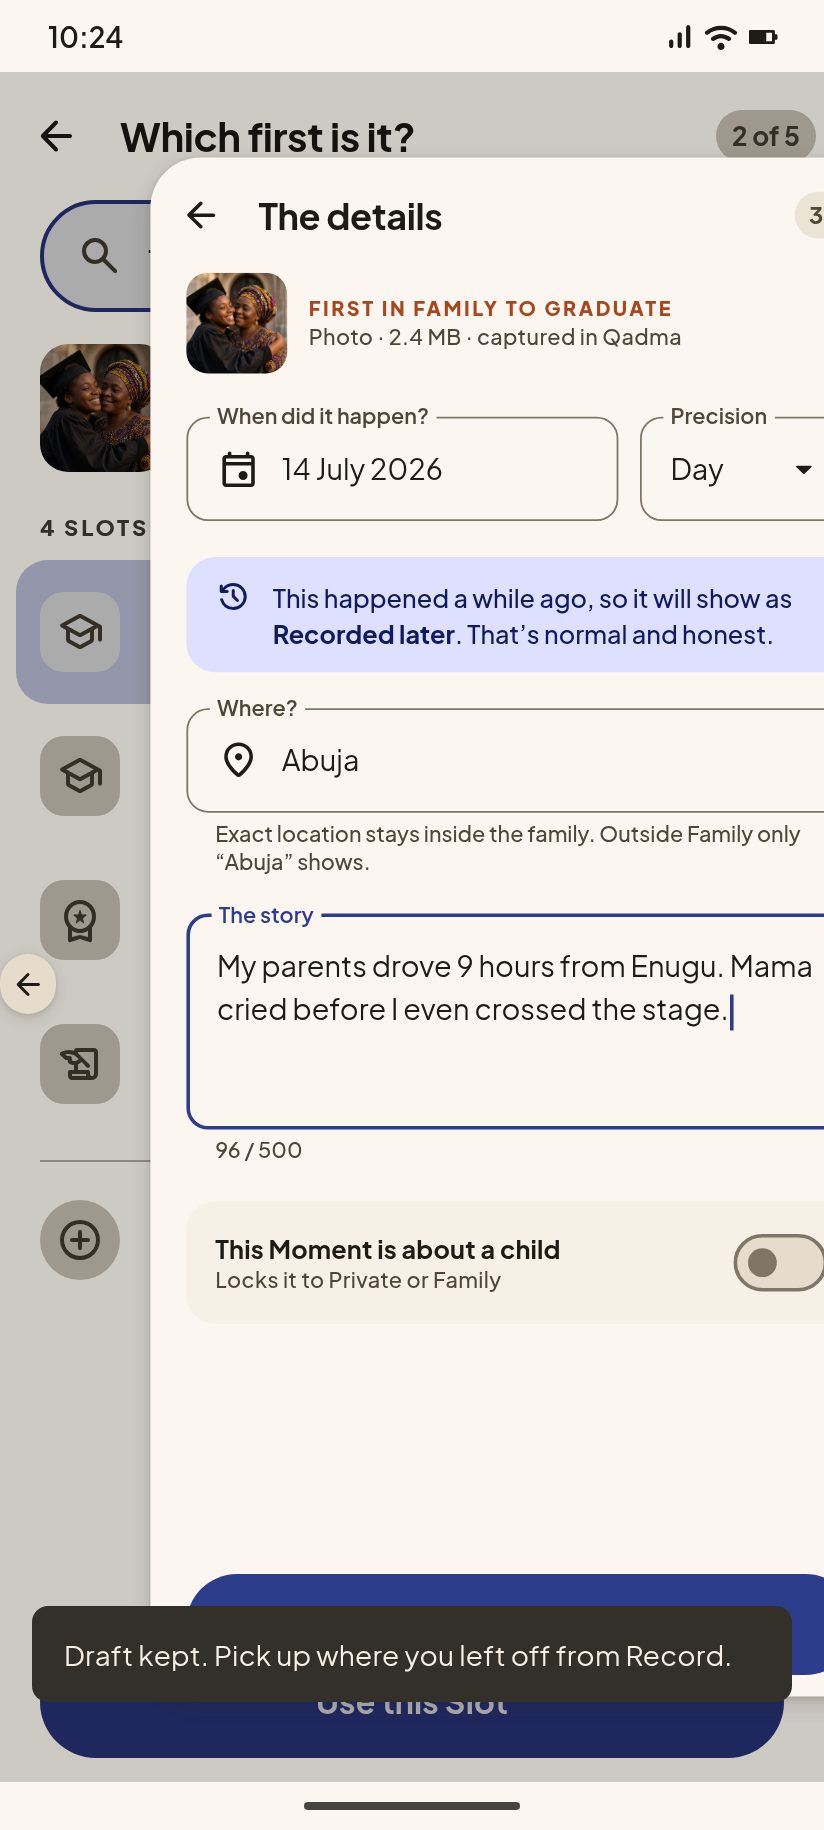 10:24
Which first is it?
2 of 5
The details
3
FIRST IN FAMILY TO GRADUATE
Photo · 2.4 MB · captured in Qadma
4 SLOTS
When did it happen?
14 July 2026
Precision
Day
This happened a while ago, so it will show as
Recorded later. That’s normal and honest.
Where?
Abuja
Exact location stays inside the family. Outside Family only
“Abuja” shows.
The story
My parents drove 9 hours from Enugu. Mama
cried before I even crossed the stage.
96 / 500
This Moment is about a child
Locks it to Private or Family
Draft kept. Pick up where you left off from Record.
Use this Slot